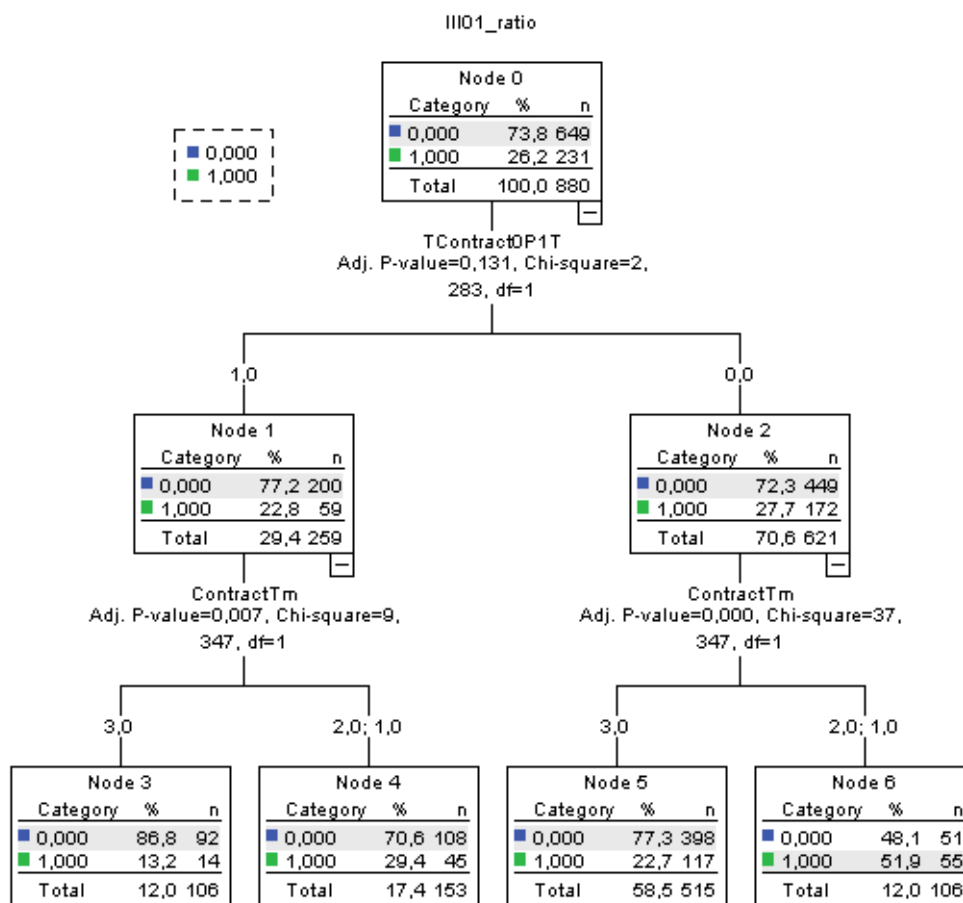 III01_ratio
Node 0
Category % n
0,000 73,8 649
1,000 26,2 231
Total 100,0 880
0,000
1,000
TContract0P1T
Adj. P-value=0,131, Chi-square=2,
283, df=1
1,0
0,0
Node 1
Category % n
0,000 77,2 200
1,000 22,8 59
Total 29,4 259
Node 2
Category % n
0,000 72,3 449
1,000 27,7 172
Total 70,6 621
ContractTm
Adj. P-value=0,007, Chi-square=9,
347, df=1
ContractTm
Adj. P-value=0,000, Chi-square=37,
347, df=1
3,0
2,0; 1,0
3,0
2,0; 1,0
Node 3
Category % n
0,000 86,8 92
1,000 13,2 14
Total 12,0 106
Node 4
Category % n
0,000 70,6 108
1,000 29,4 45
Total 17,4 153
Node 5
Category % n
0,000 77,3 398
1,000 22,7 117
Total 58,5 515
Node 6
Category % n
0,000 48,1 51
1,000 51,9 55
Total 12,0 106